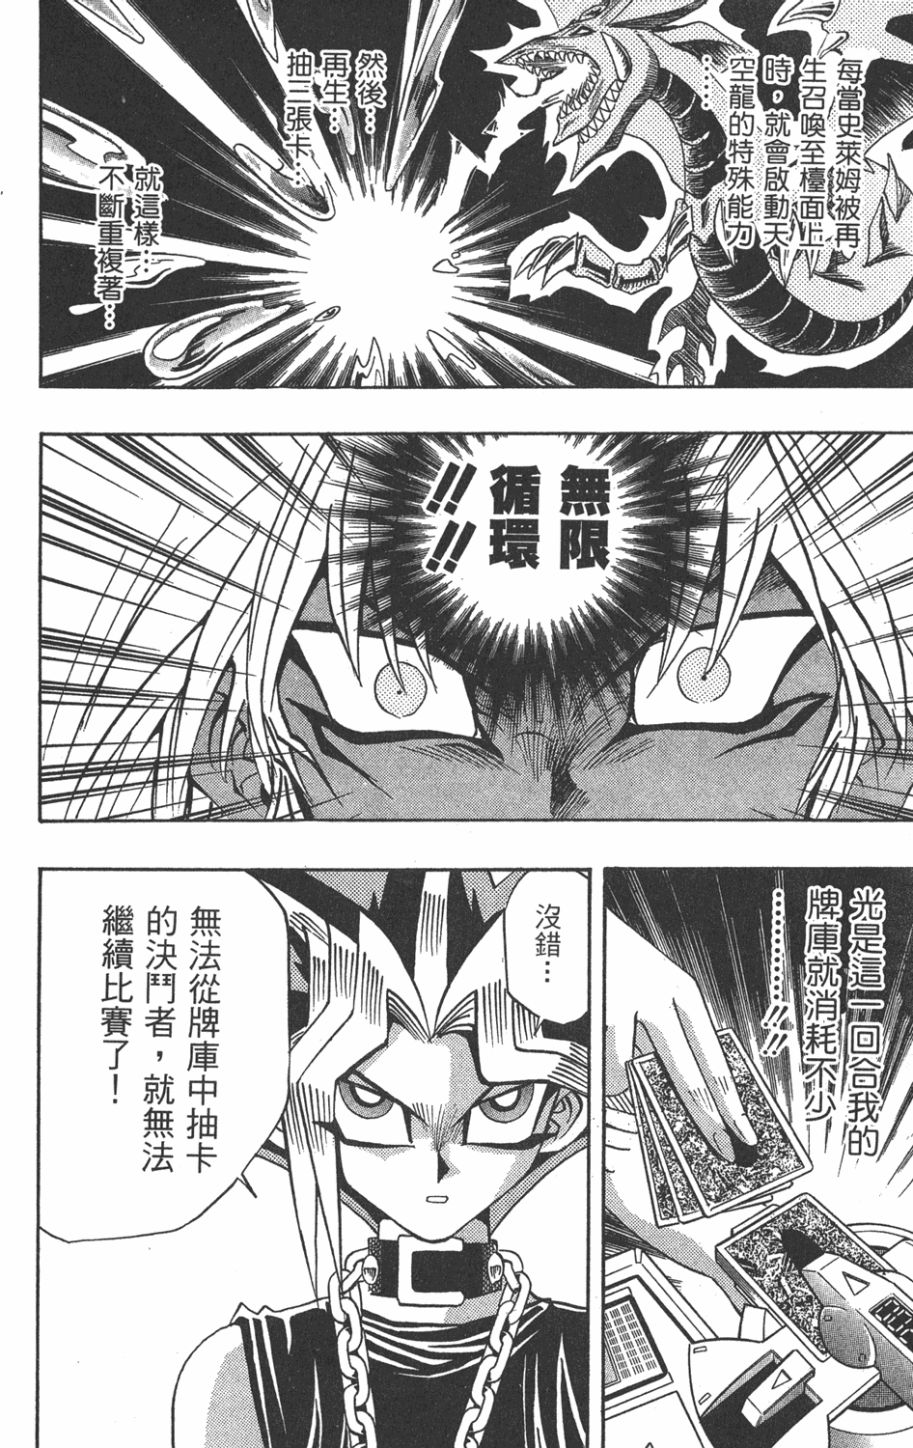 每當史萊姆被再
生召喚至檯面上
時，就會啟動天
空龍的特殊能力
……
然後…
再生…
抽三張卡…
就這樣…
不斷重複著…
無限
循環
!!!!
光是這一回合我的
牌庫就消耗不少
…………!!!!
沒錯…
無法從牌庫中抽卡
的決鬥者，就無法
繼續比賽了！